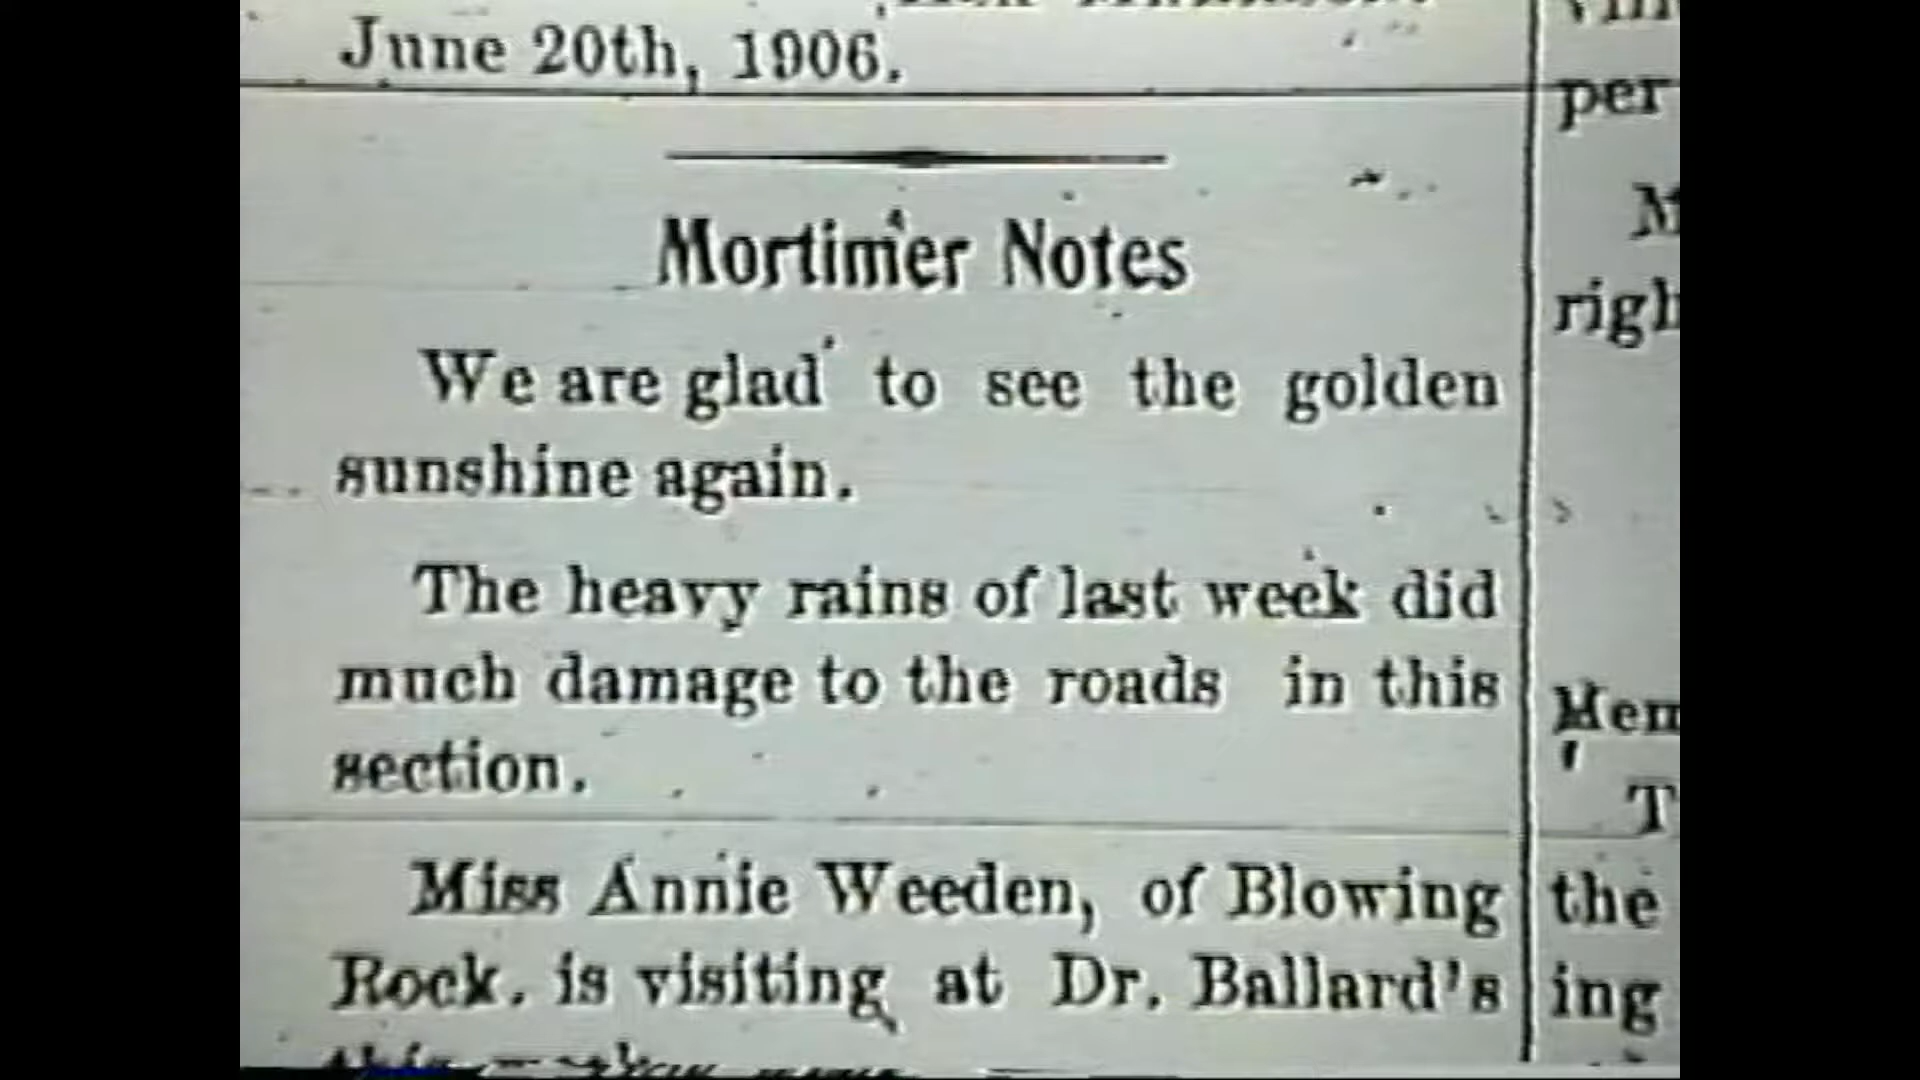 June 20th, 1906.
Mortimer Notes
We are glad to see the golden
sunshine again.
The heavy rains of last week did
much damage to the roads in this
section.
Miss Annie Weeden, of Blowing
Rock, is visiting at Dr. Ballard's
this
per
righ
Mem
T
the
ing